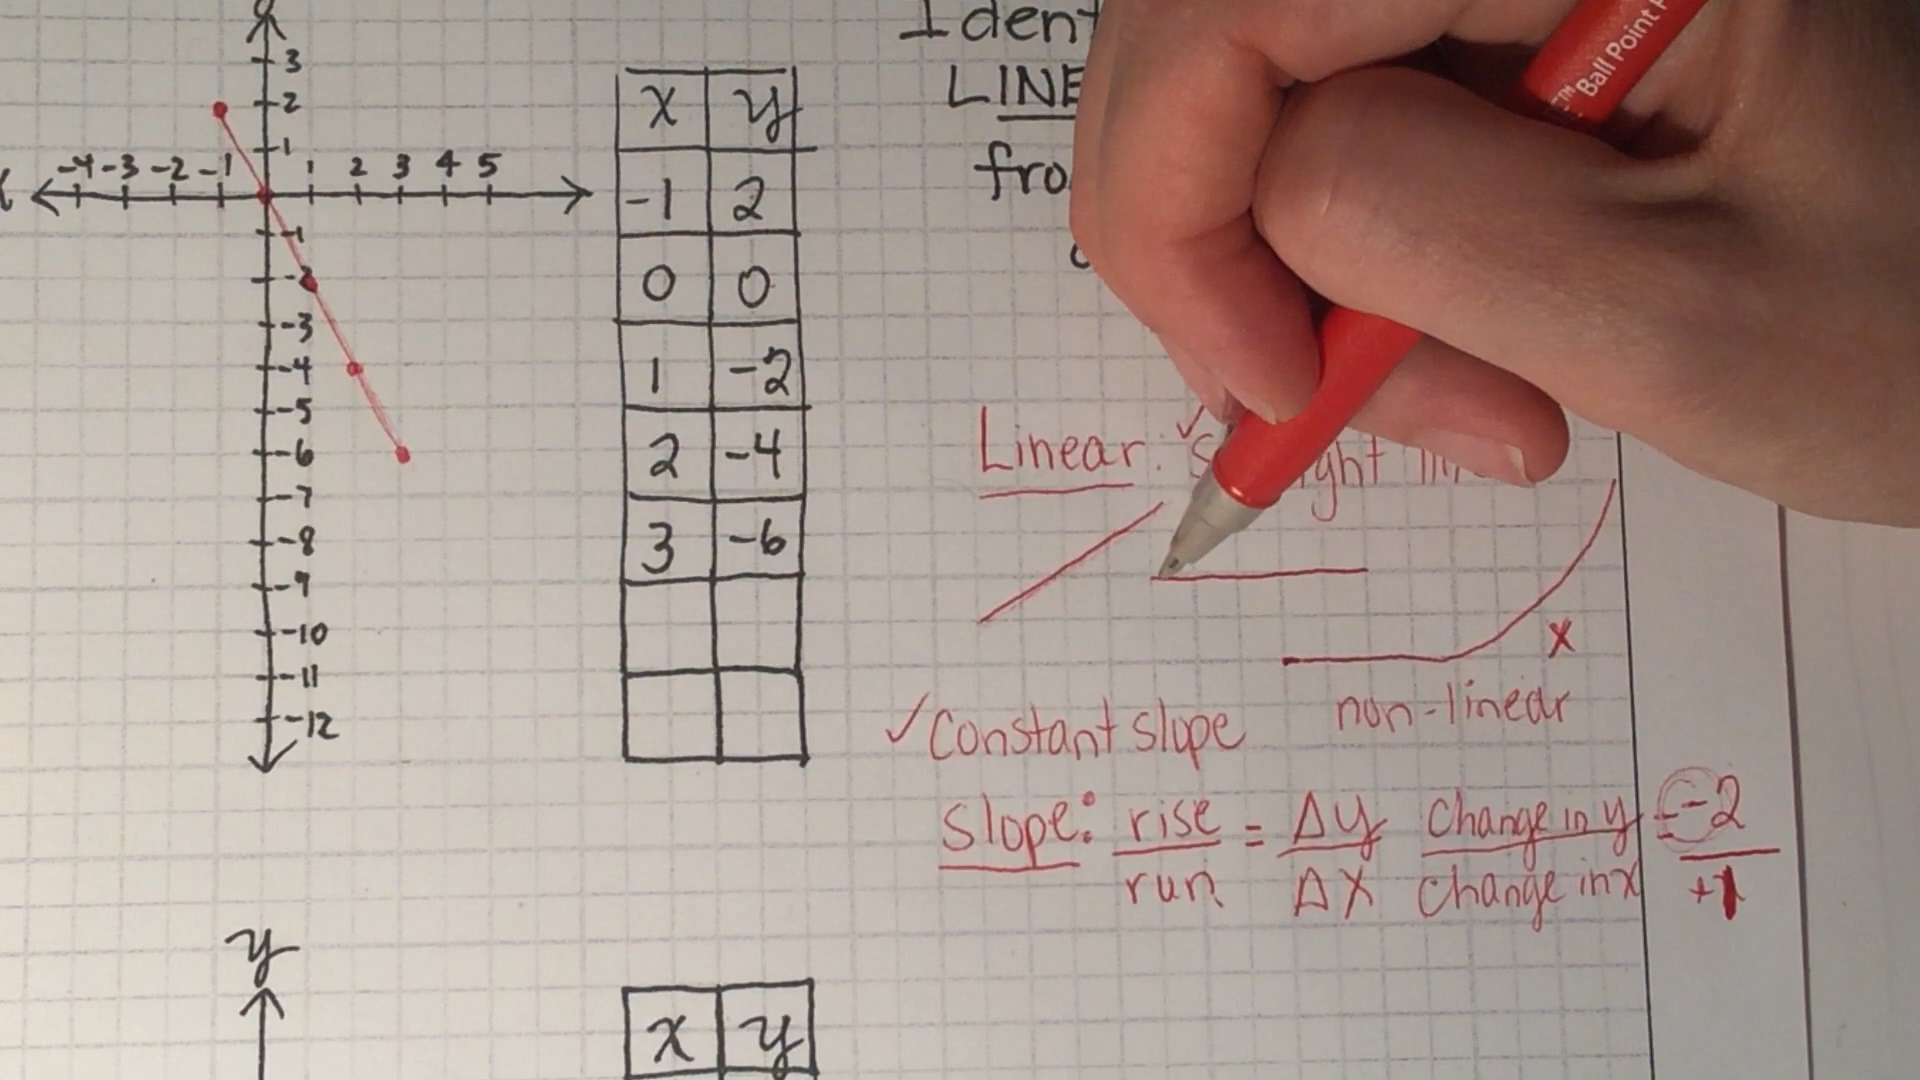 3
2
1
-4 -3 -2 -1 1 2 3 4 5
-1
-2
-3
-4
-5
-6
-7
-8
-9
-10
-11
-12
y
x y
-1 2
0 0
1 -2
2 -4
3 -6
x y
Ident
LINE
fro
Ball Point
Linear:
✓Constant slope
X
non-linear
Slope: rise = Δy Change in y = -2
run ΔX Change in x +1